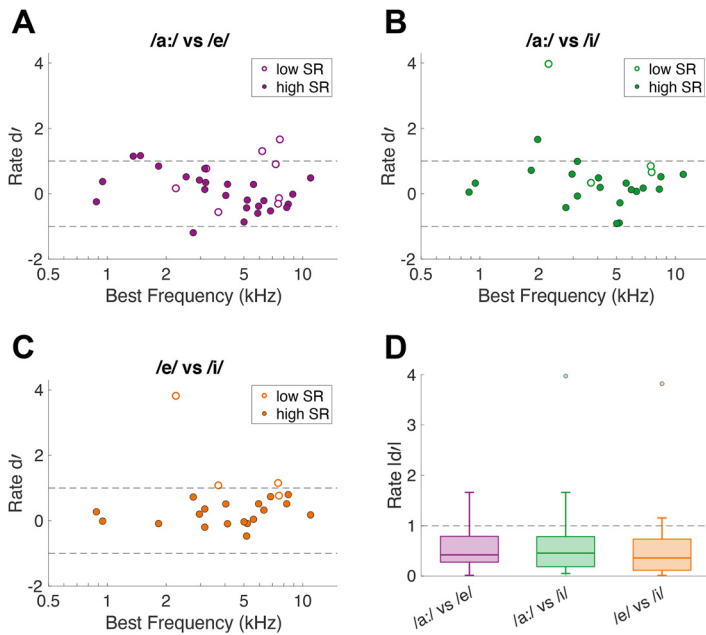 A
/a:/ vs /e/
low SR
high SR
Rate d′
4
2
0
-2
0.5 1 2 5 10
Best Frequency (kHz)
B
/a:/ vs /i/
low SR
high SR
Rate d′
4
2
0
-2
0.5 1 2 5 10
Best Frequency (kHz)
C
/e/ vs /i/
low SR
high SR
Rate d′
4
2
0
-2
0.5 1 2 5 10
Best Frequency (kHz)
D
Rate |d′|
4
3
2
1
0
/a:/ vs /e/
/a:/ vs /i/
/e/ vs /i/